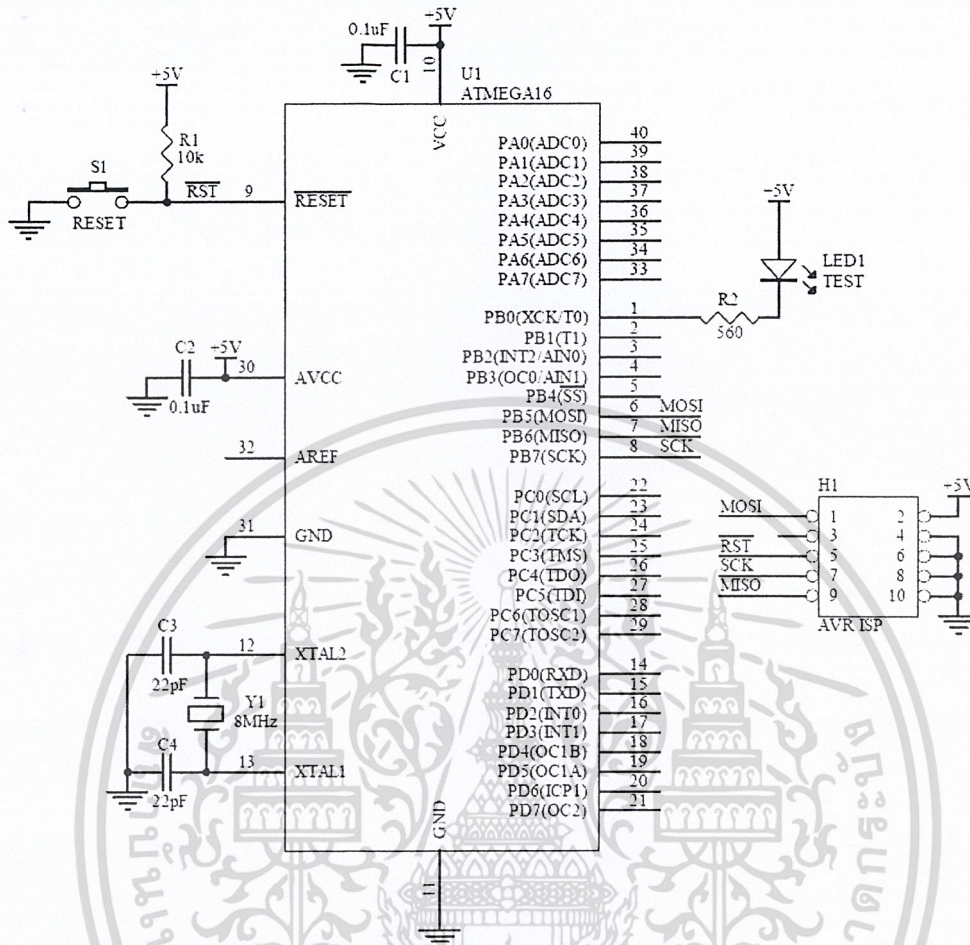 +5V
0.1uF
C1
10
U1
ATMEGA16
VCC
+5V
R1
10k
S1
RESET
RST
9
RESET
C2
+5V
30
AVCC
0.1uF
32
AREF
31
GND
C3
22pF
12
XTAL2
Y1
8MHz
C4
22pF
13
XTAL1
GND
11
PA0(ADC0) 40
PA1(ADC1) 39
PA2(ADC2) 38
PA3(ADC3) 37
PA4(ADC4) 36
PA5(ADC5) 35
PA6(ADC6) 34
PA7(ADC7) 33
PB0(XCK/T0) 1
PB1(T1) 2
PB2(INT2/AIN0) 3
PB3(OC0/AIN1) 4
PB4(SS) 5
PB5(MOSI) 6 MOSI
PB6(MISO) 7 MISO
PB7(SCK) 8 SCK
PC0(SCL) 22
PC1(SDA) 23
PC2(TCK) 24
PC3(TMS) 25
PC4(TDO) 26
PC5(TDI) 27
PC6(TOSC1) 28
PC7(TOSC2) 29
PD0(RXD) 14
PD1(TXD) 15
PD2(INT0) 16
PD3(INT1) 17
PD4(OC1B) 18
PD5(OC1A) 19
PD6(ICP1) 20
PD7(OC2) 21
+5V
LED1
TEST
R2
560
H1
+5V
MOSI 1 2
3 4
RST 5 6
SCK 7 8
MISO 9 10
AVR ISP